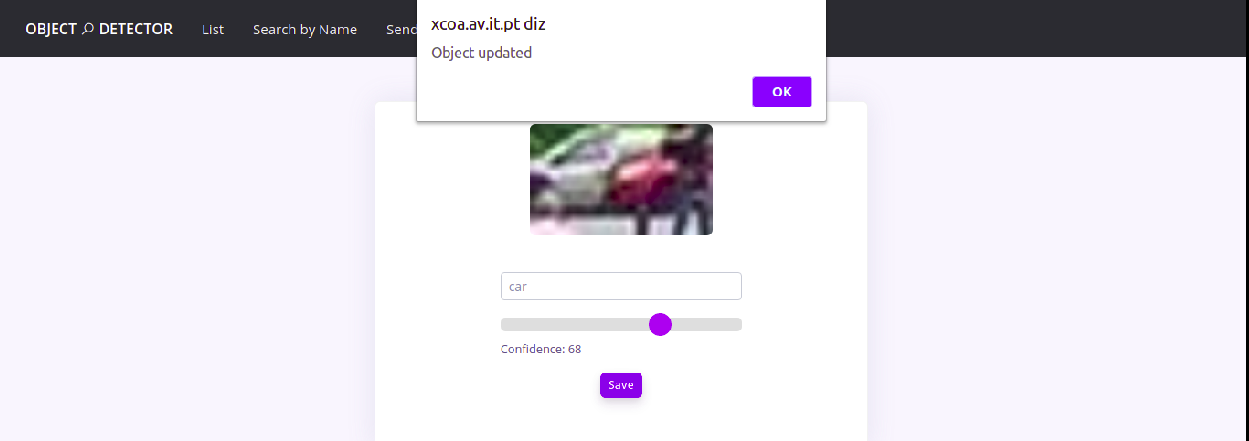 OBJECT DETECTOR
List
Search by Name
Send
xcoa.av.it.pt diz
Object updated
OK
car
Confidence: 68
Save